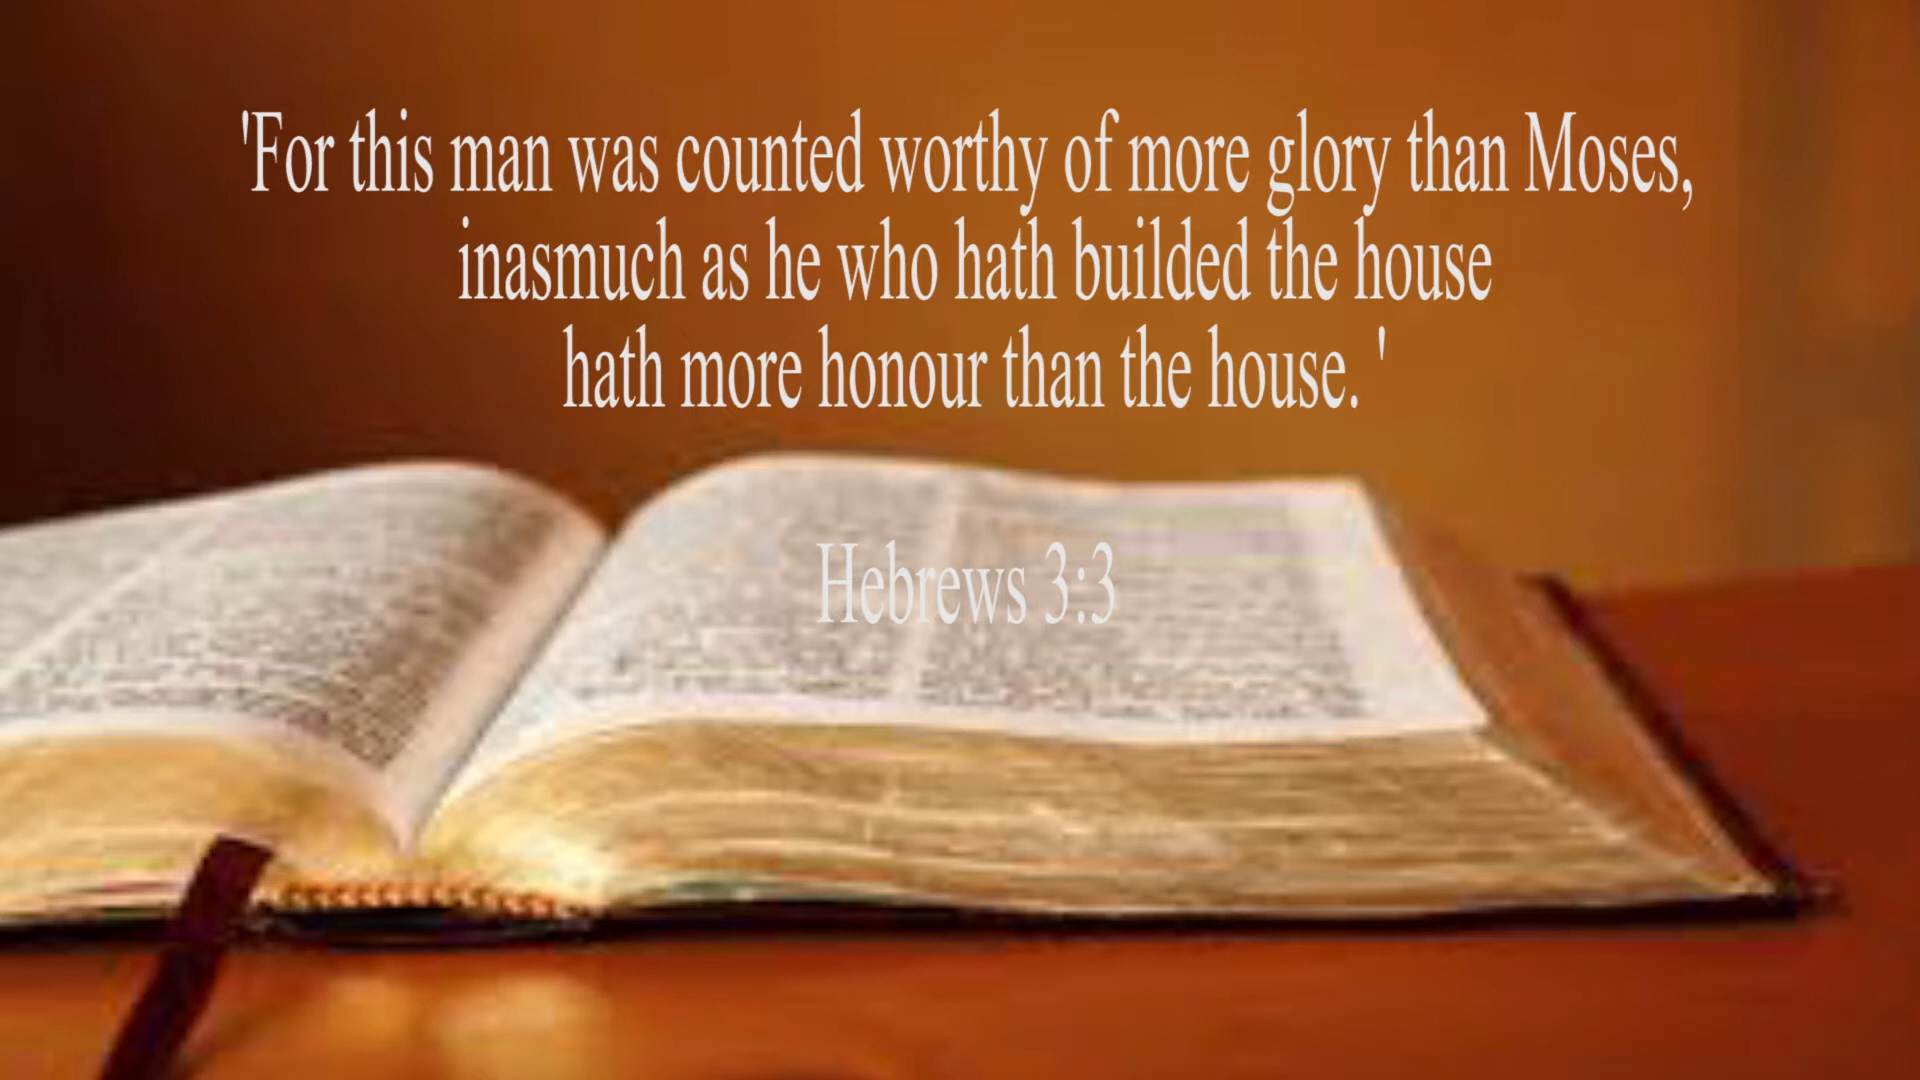 'For this man was counted worthy of more glory than Moses,
inasmuch as he who hath builded the house
hath more honour than the house. '
Hebrews 3:3